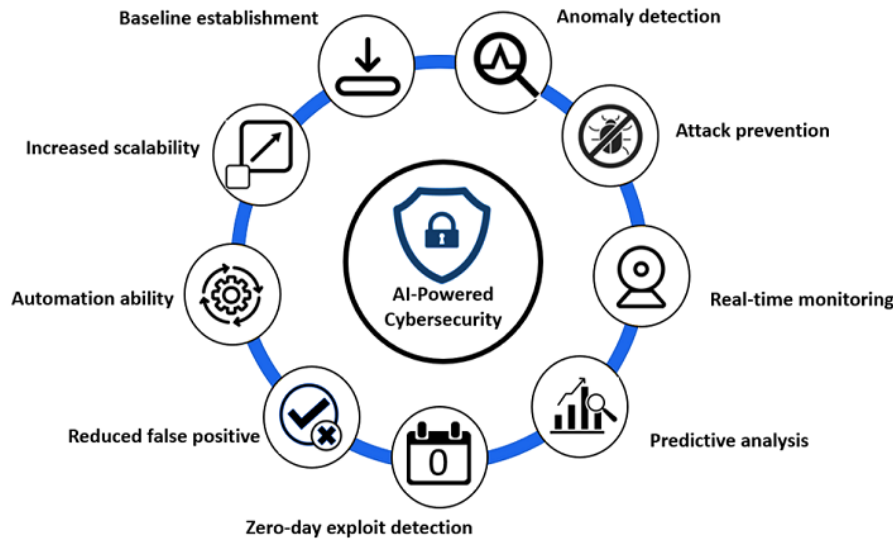 Baseline establishment
Anomaly detection
Increased scalability
Attack prevention
AI-Powered
Cybersecurity
Automation ability
Real-time monitoring
Reduced false positive
0
Predictive analysis
Zero-day exploit detection